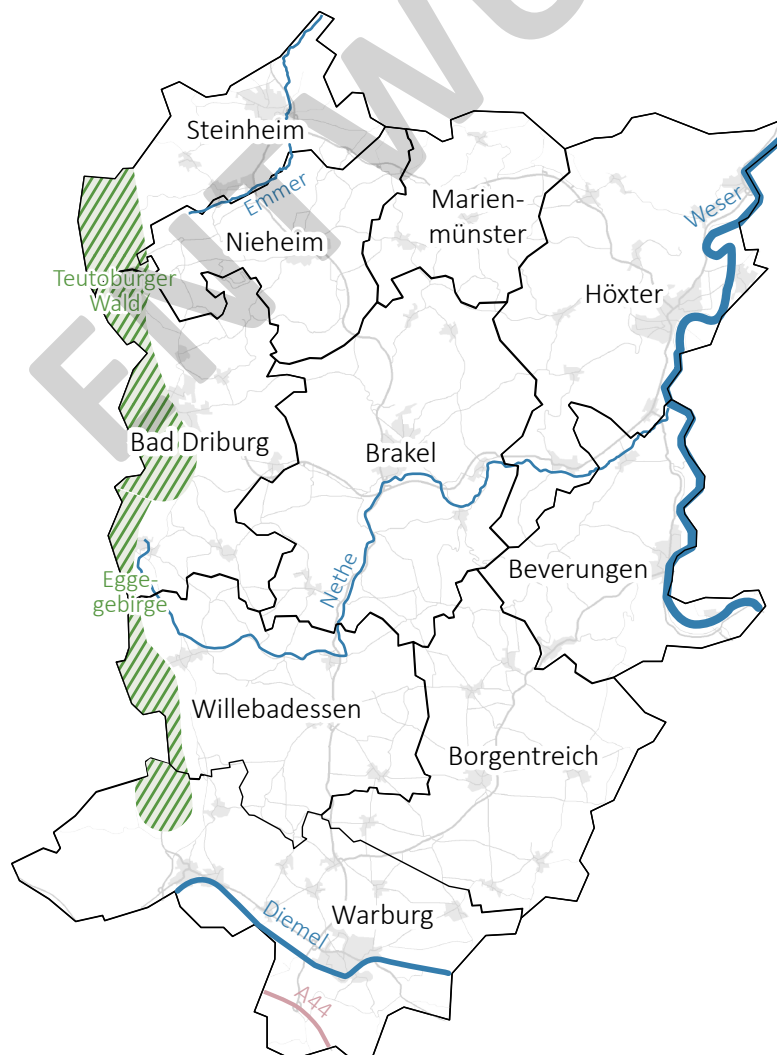 Steinheim
Emmer
Marien-
münster
Weser
Nieheim
Teutoburger
Wald
Höxter
Bad Driburg
Brakel
Nethe
Beverungen
Egge-
gebirge
Willebadessen
Borgentreich
Warburg
Diemel
A44